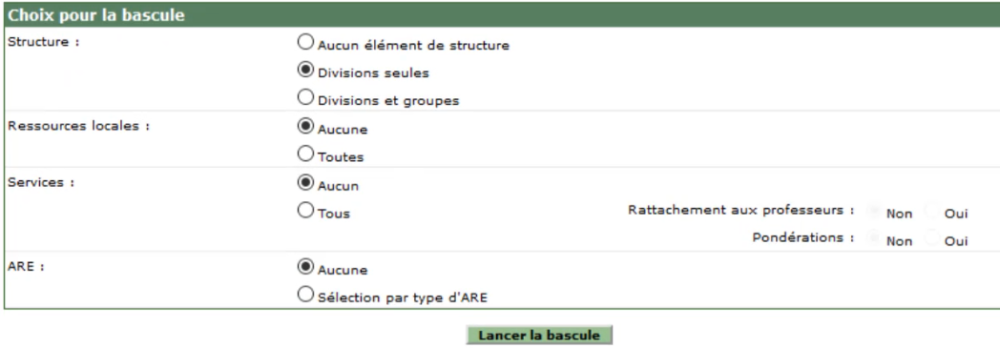 Choix pour la bascule
Structure :
Aucun élément de structure
Divisions seules
Divisions et groupes
Ressources locales :
Aucune
Toutes
Services :
Aucun
Tous
Rattachement aux professeurs : Non Oui
Pondérations : Non Oui
ARE :
Aucune
Sélection par type d'ARE
Lancer la bascule